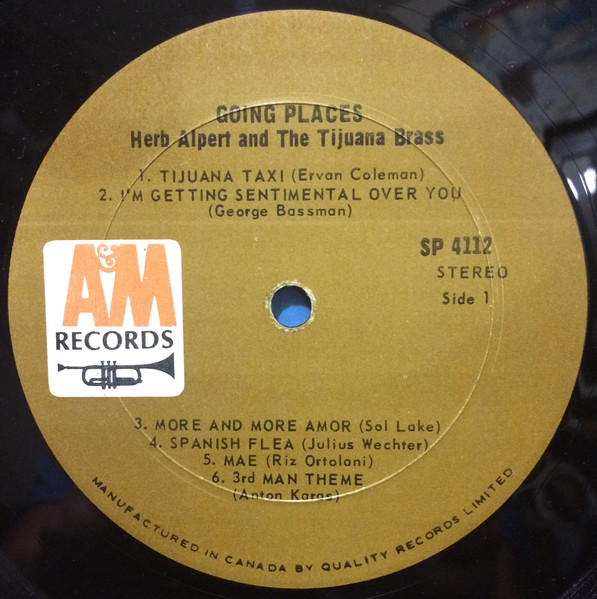 GOING PLACES
Herb Alpert and The Tijuana Brass
1. TIJUANA TAXI (Ervan Coleman)
2. I'M GETTING SENTIMENTAL OVER YOU
(George Bassman)
SP 4112
STEREO
Side 1
A&M
RECORDS
3. MORE AND MORE AMOR (Sol Lake)
4. SPANISH FLEA (Julius Wechter)
5. MAE (Riz Ortolani)
6. 3rd MAN THEME
(Anton Karas)
MANUFACTURED IN CANADA BY QUALITY RECORDS LIMITED